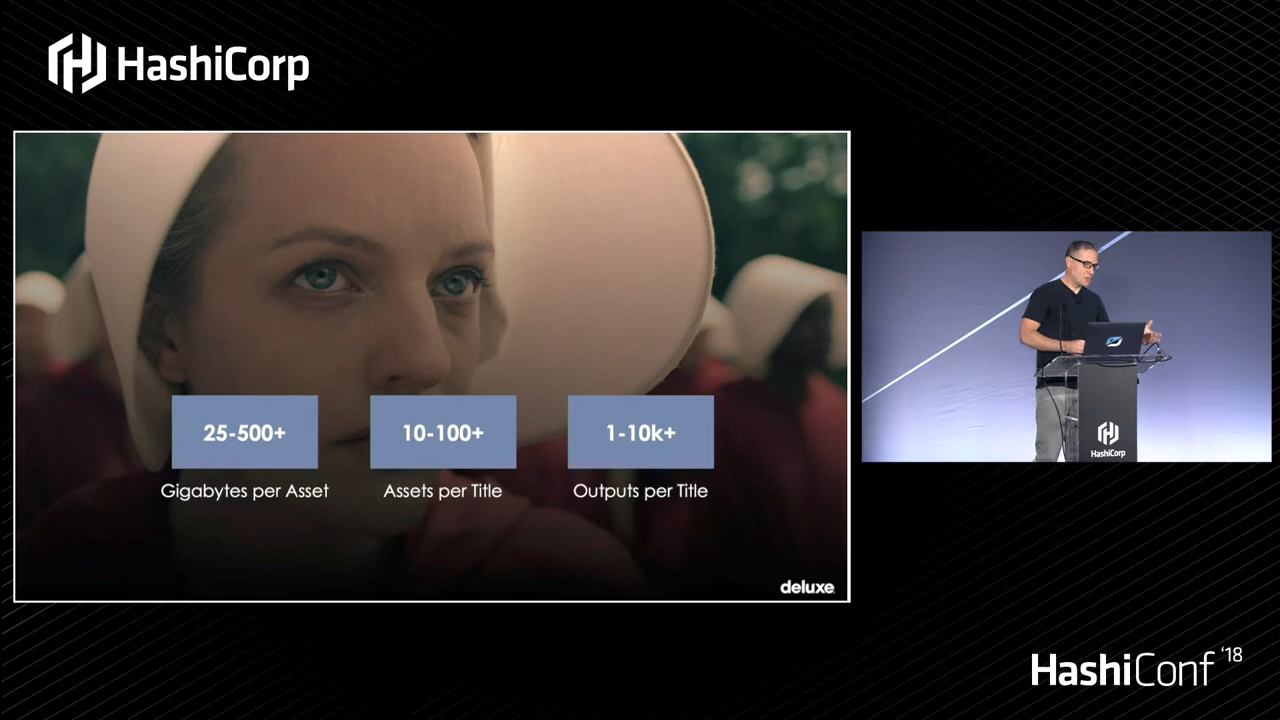 HashiCorp
25-500+
10-100+
1-10k+
Gigabytes per Asset
Assets per Title
Outputs per Title
deluxe
HashiCorp
HashiConf '18